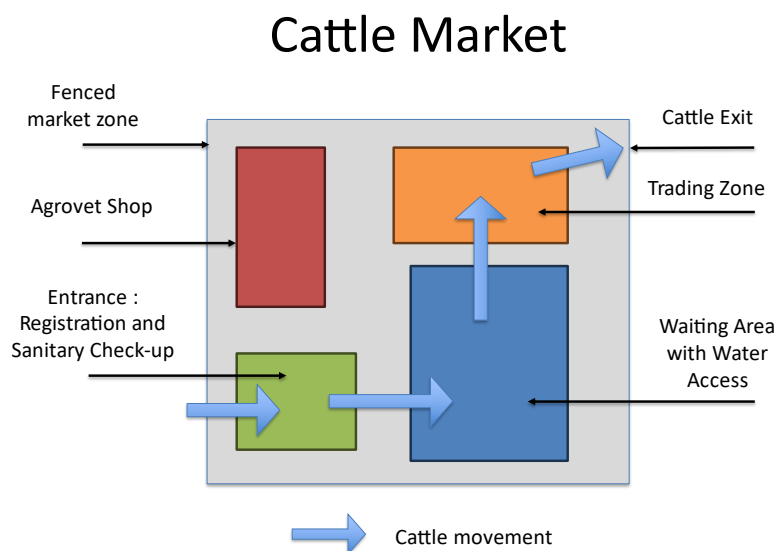 Cattle Market
Fenced
market zone
Cattle Exit
Agrovet Shop
Trading Zone
Entrance :
Registration and
Sanitary Check-up
Waiting Area
with Water
Access
Cattle movement